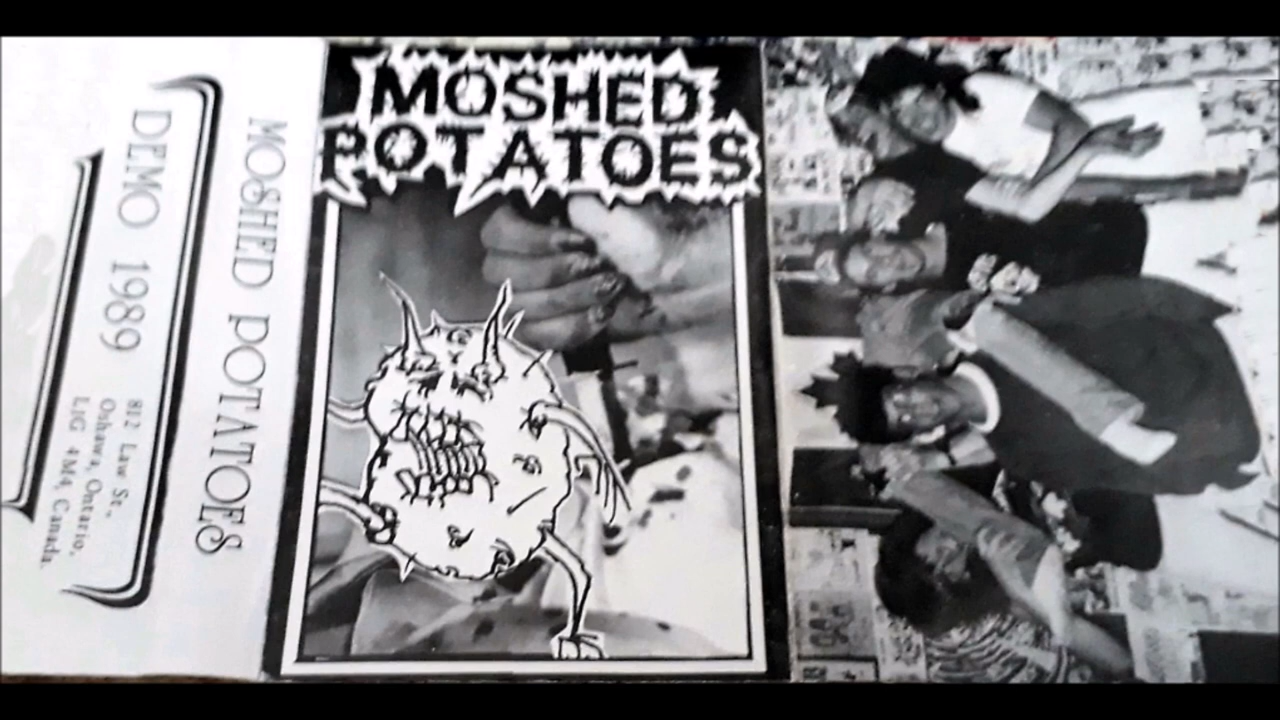 MOSHED POTATOES
DEMO 1989
812 Law St.,
Oshawa, Ontario,
L1G 4M4, Canada.
MOSHED
POTATOES